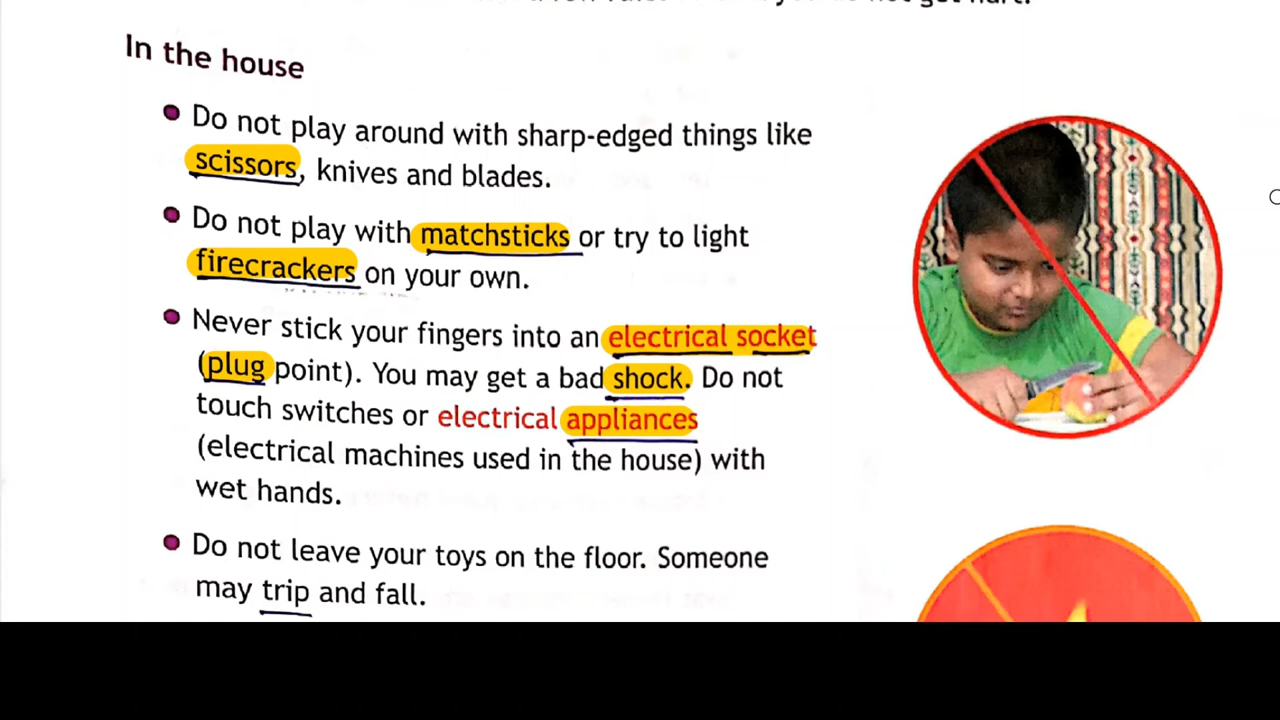 In the house
Do not play around with sharp-edged things like
scissors, knives and blades.
Do not play with matchsticks or try to light
firecrackers on your own.
Never stick your fingers into an electrical socket
(plug point). You may get a bad shock. Do not
touch switches or electrical appliances
(electrical machines used in the house) with
wet hands.
Do not leave your toys on the floor. Someone
may trip and fall.